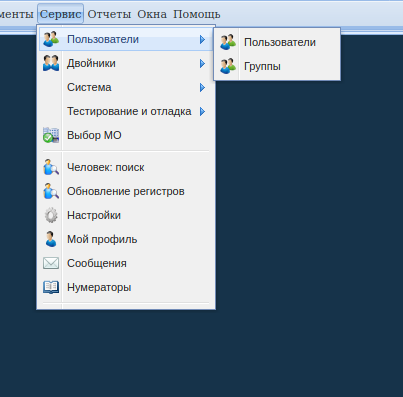 менты Сервис Отчеты Окна Помощь
Пользователи
Двойники
Система
Тестирование и отладка
Выбор МО
Человек: поиск
Обновление регистров
Настройки
Мой профиль
Сообщения
Нумераторы
Пользователи
Группы